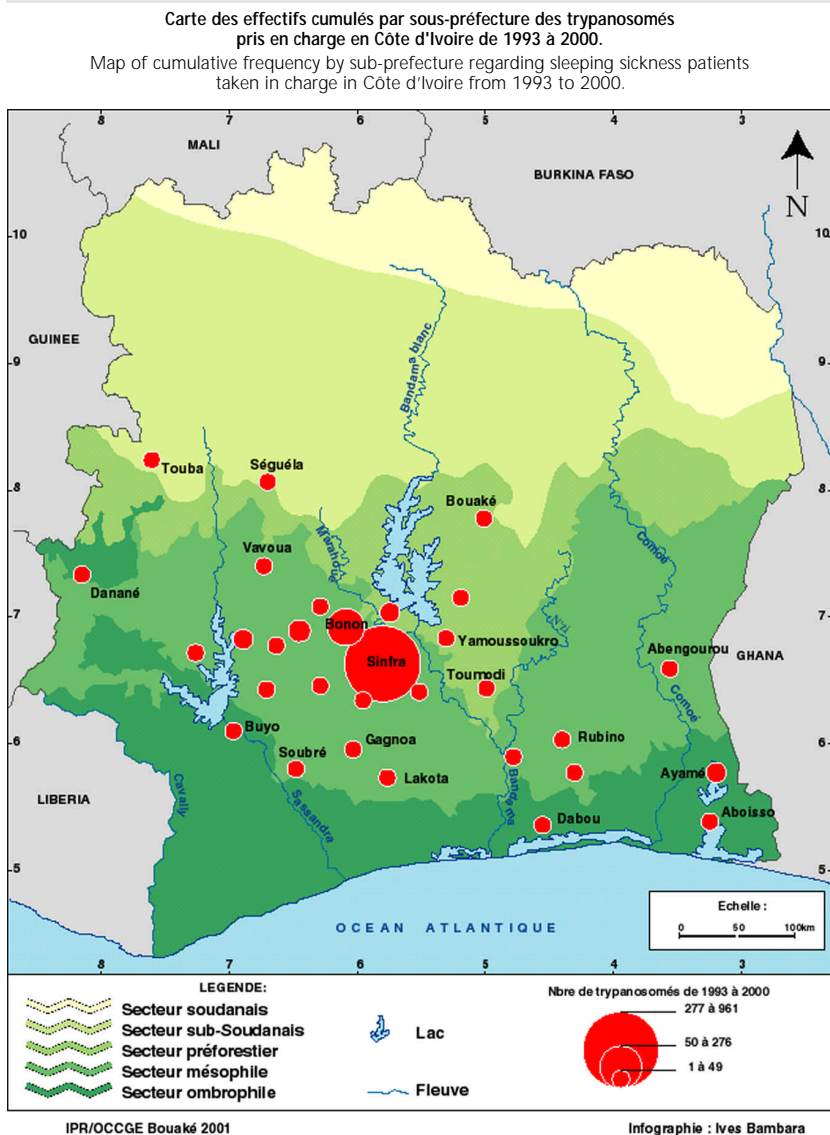 Carte des effectifs cumulés par sous-préfecture des trypanosomés
pris en charge en Côte d'Ivoire de 1993 à 2000.
Map of cumulative frequency by sub-prefecture regarding sleeping sickness patients
taken in charge in Côte d'Ivoire from 1993 to 2000.
8 7 6 5 4 3
MALI
BURKINA FASO
N
10 10
GUINEE
9 9
Bandama blanc
Touba
Séguéla
8 8
Bouaké
Marahoué
Comoé
Vavoua
Danané
N'zi
7 7
Bonon
Yamoussoukro
Abengourou
GHANA
Sinfra
Toumodi
Comoé
Buyo
Gagnoa
Rubino
6 6
Soubré
Lakota
Ayamé
LIBERIA
Cavally
Sassandra
Bandama
Dabou
Aboisso
5 5
OCEAN ATLANTIQUE
Echelle :
0 50 100km
8 7 6 5 4 3
LEGENDE:
Secteur soudanais
Secteur sub-Soudanais
Secteur préforestier
Secteur mésophile
Secteur ombrophile
Lac
Fleuve
Nbre de trypanosomés de 1993 à 2000
277 à 961
50 à 276
1 à 49
IPR/OCCGE Bouaké 2001
Infographie : Ives Bambara